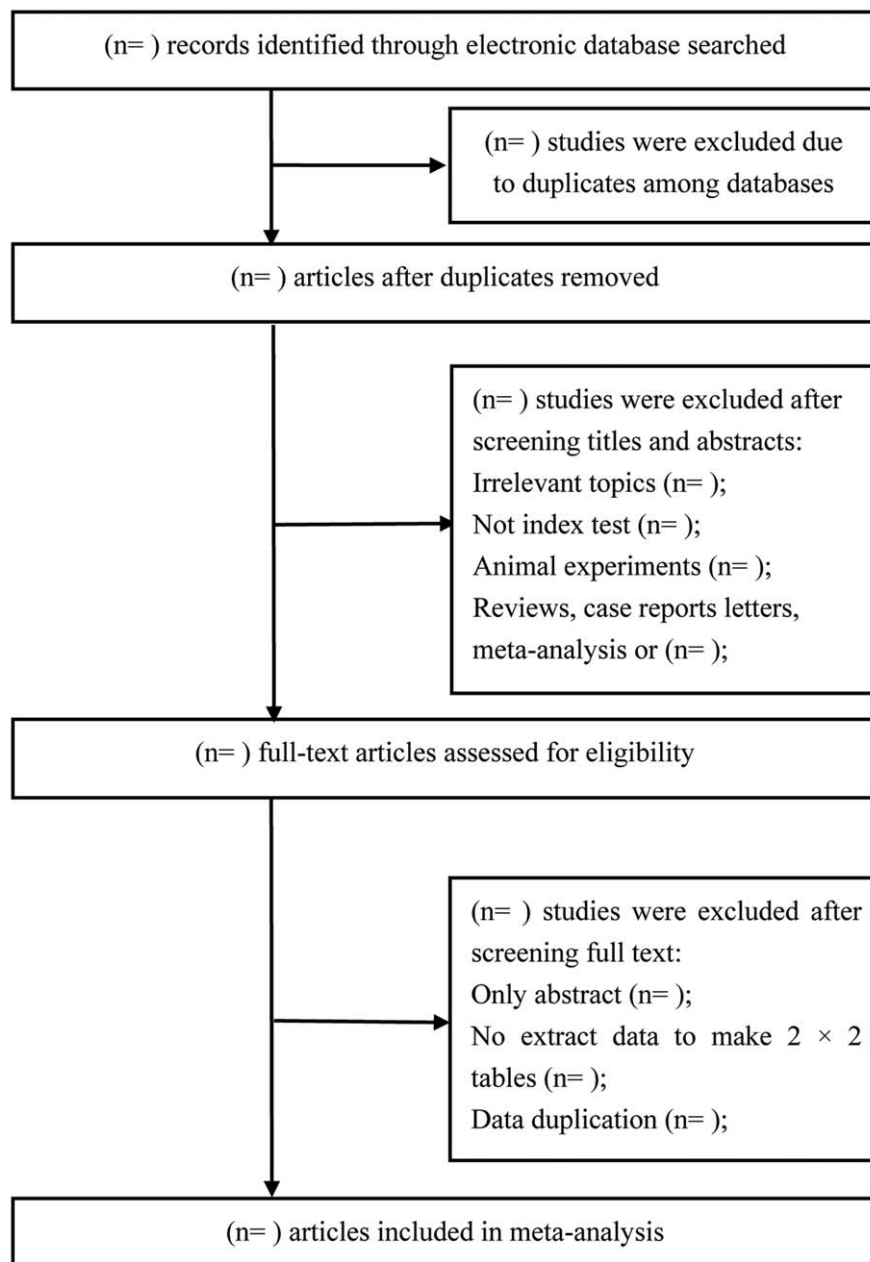 (n= ) records identified through electronic database searched
(n= ) studies were excluded due
to duplicates among databases
(n= ) articles after duplicates removed
(n= ) studies were excluded after
screening titles and abstracts:
Irrelevant topics (n= );
Not index test (n= );
Animal experiments (n= );
Reviews, case reports letters,
meta-analysis or (n= );
(n= ) full-text articles assessed for eligibility
(n= ) studies were excluded after
screening full text:
Only abstract (n= );
No extract data to make 2 × 2
tables (n= );
Data duplication (n= );
(n= ) articles included in meta-analysis